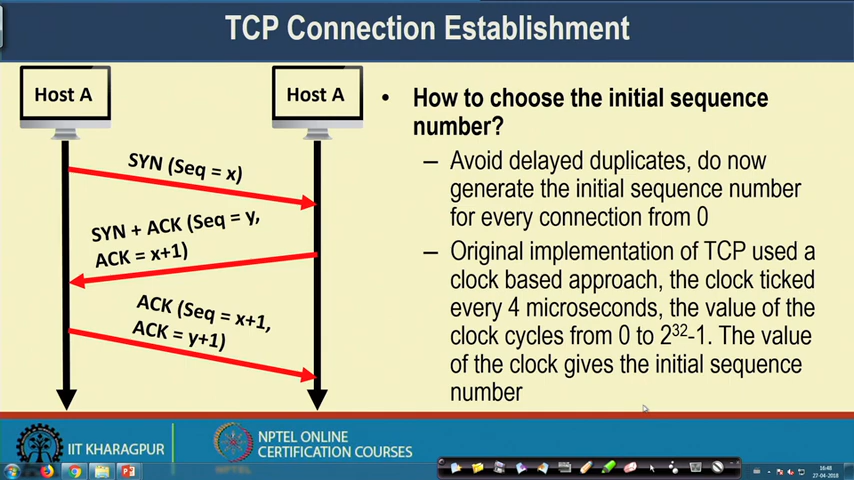 TCP Connection Establishment
Host A
Host A
SYN (Seq = x)
SYN + ACK (Seq = y,
ACK = x+1)
ACK (Seq = x+1,
ACK = y+1)
• How to choose the initial sequence
number?
– Avoid delayed duplicates, do now
generate the initial sequence number
for every connection from 0
– Original implementation of TCP used a
clock based approach, the clock ticked
every 4 microseconds, the value of the
clock cycles from 0 to 2³²-1. The value
of the clock gives the initial sequence
number
IIT KHARAGPUR
NPTEL ONLINE
CERTIFICATION COURSES
NPTEL
16:48
27-04-2018